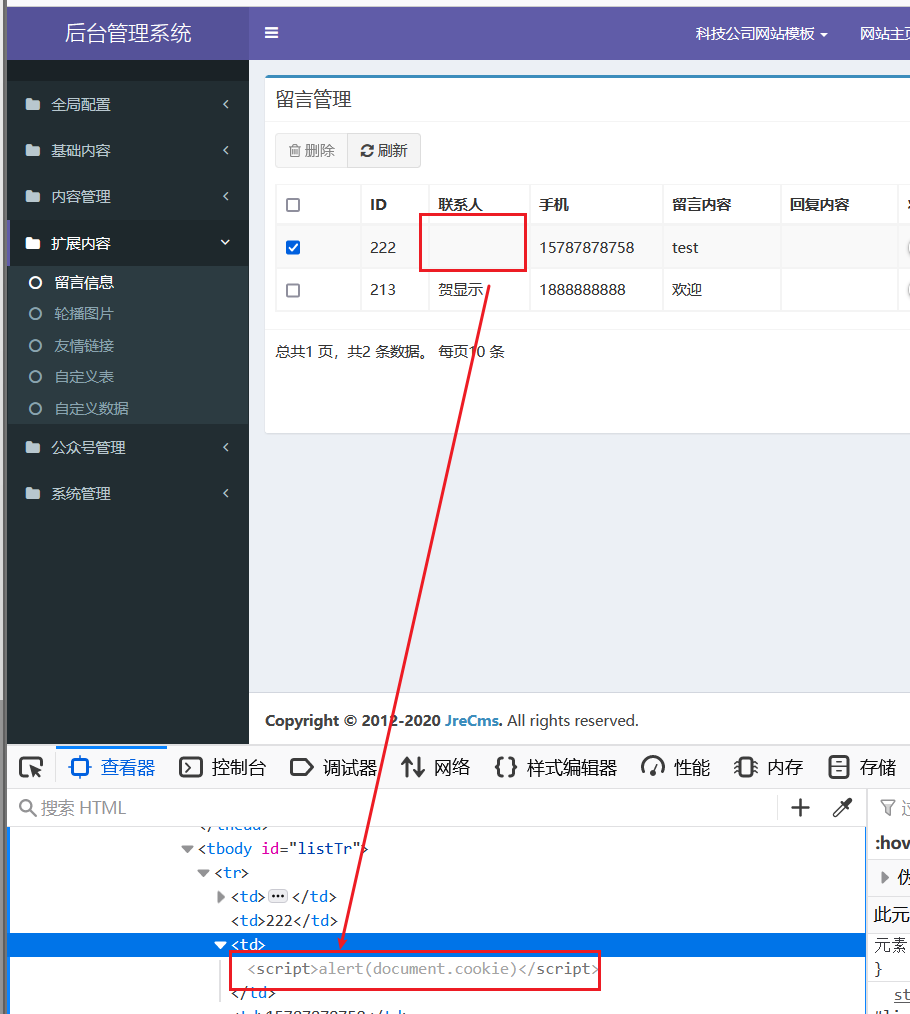 后台管理系统
科技公司网站模板
网站主页
全局配置
基础内容
内容管理
扩展内容
留言信息
轮播图片
友情链接
自定义表
自定义数据
公众号管理
系统管理
留言管理
删除 刷新
ID 联系人 手机 留言内容 回复内容
222 15787878758 test
213 贺显示 1888888888 欢迎
总共1 页，共2 条数据。 每页10 条
Copyright © 2012-2020 JreCms. All rights reserved.
查看器 控制台 调试器 网络 样式编辑器 性能 内存 存储
搜索 HTML
</thead>
<tbody id="listTr">
<tr>
<td>···</td>
<td>222</td>
<td>
<script>alert(document.cookie)</script>
</td>
<td>15787878758</td>
:hov
此元
元素
}
st